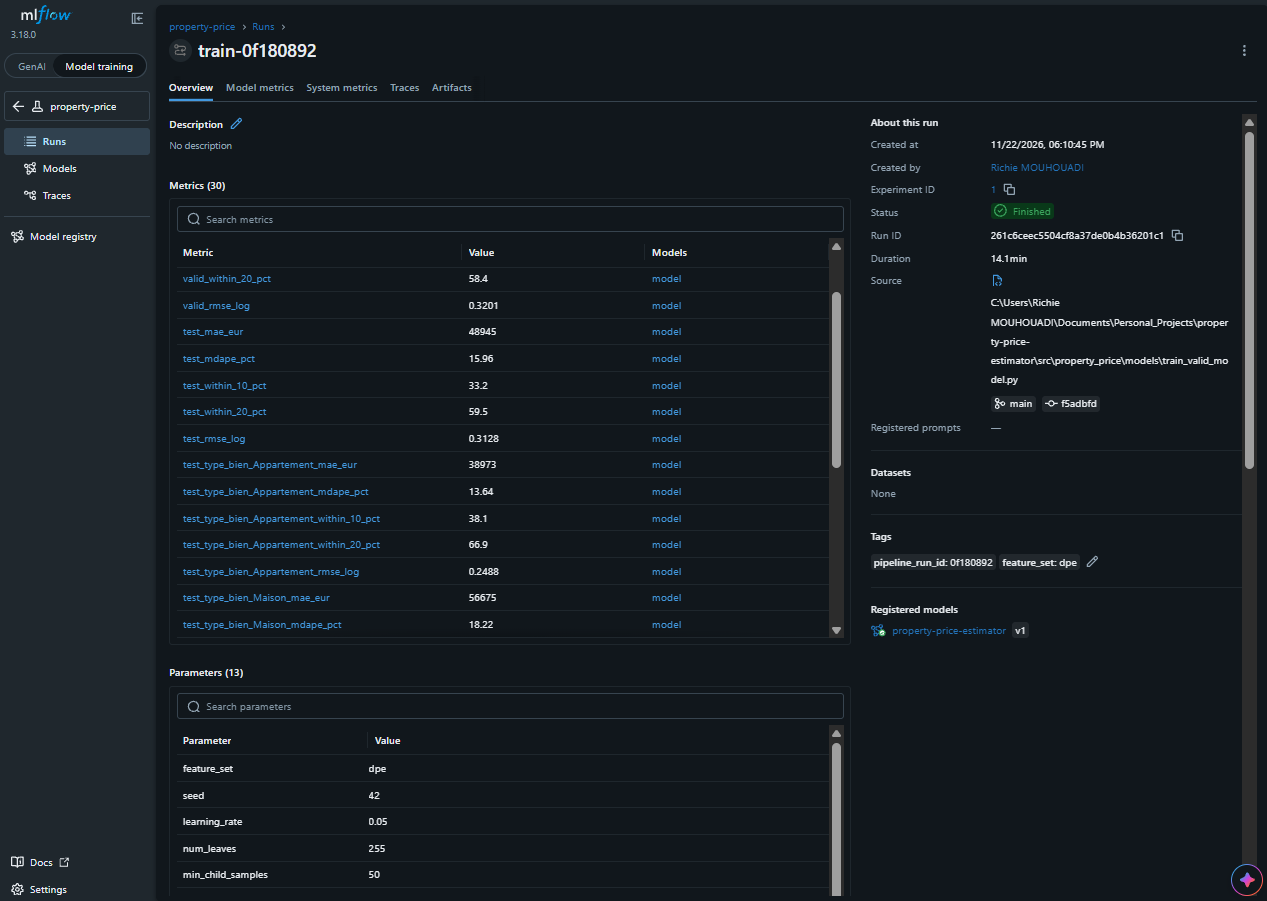 mlflow
3.18.0
GenAI
Model training
property-price
Runs
Models
Traces
Model registry
Docs
Settings
property-price > Runs >
train-0f180892
Overview Model metrics System metrics Traces Artifacts
Description
No description
Metrics (30)
Search metrics
Metric Value Models
valid_within_20_pct 58.4 model
valid_rmse_log 0.3201 model
test_mae_eur 48945 model
test_mdape_pct 15.96 model
test_within_10_pct 33.2 model
test_within_20_pct 59.5 model
test_rmse_log 0.3128 model
test_type_bien_Appartement_mae_eur 38973 model
test_type_bien_Appartement_mdape_pct 13.64 model
test_type_bien_Appartement_within_10_pct 38.1 model
test_type_bien_Appartement_within_20_pct 66.9 model
test_type_bien_Appartement_rmse_log 0.2488 model
test_type_bien_Maison_mae_eur 56675 model
test_type_bien_Maison_mdape_pct 18.22 model
Parameters (13)
Search parameters
Parameter Value
feature_set dpe
seed 42
learning_rate 0.05
num_leaves 255
min_child_samples 50
About this run
Created at 11/22/2026, 06:10:45 PM
Created by Richie MOUHOUADI
Experiment ID 1
Status Finished
Run ID 261c6ceec5504cf8a37de0b4b36201c1
Duration 14.1min
Source
C:\Users\Richie
MOUHOUADI\Documents\Personal_Projects\proper
ty-price-
estimator\src\property_price\models\train_valid_mo
del.py
main f5adbfd
Registered prompts —
Datasets
None
Tags
pipeline_run_id: 0f180892 feature_set: dpe
Registered models
property-price-estimator v1